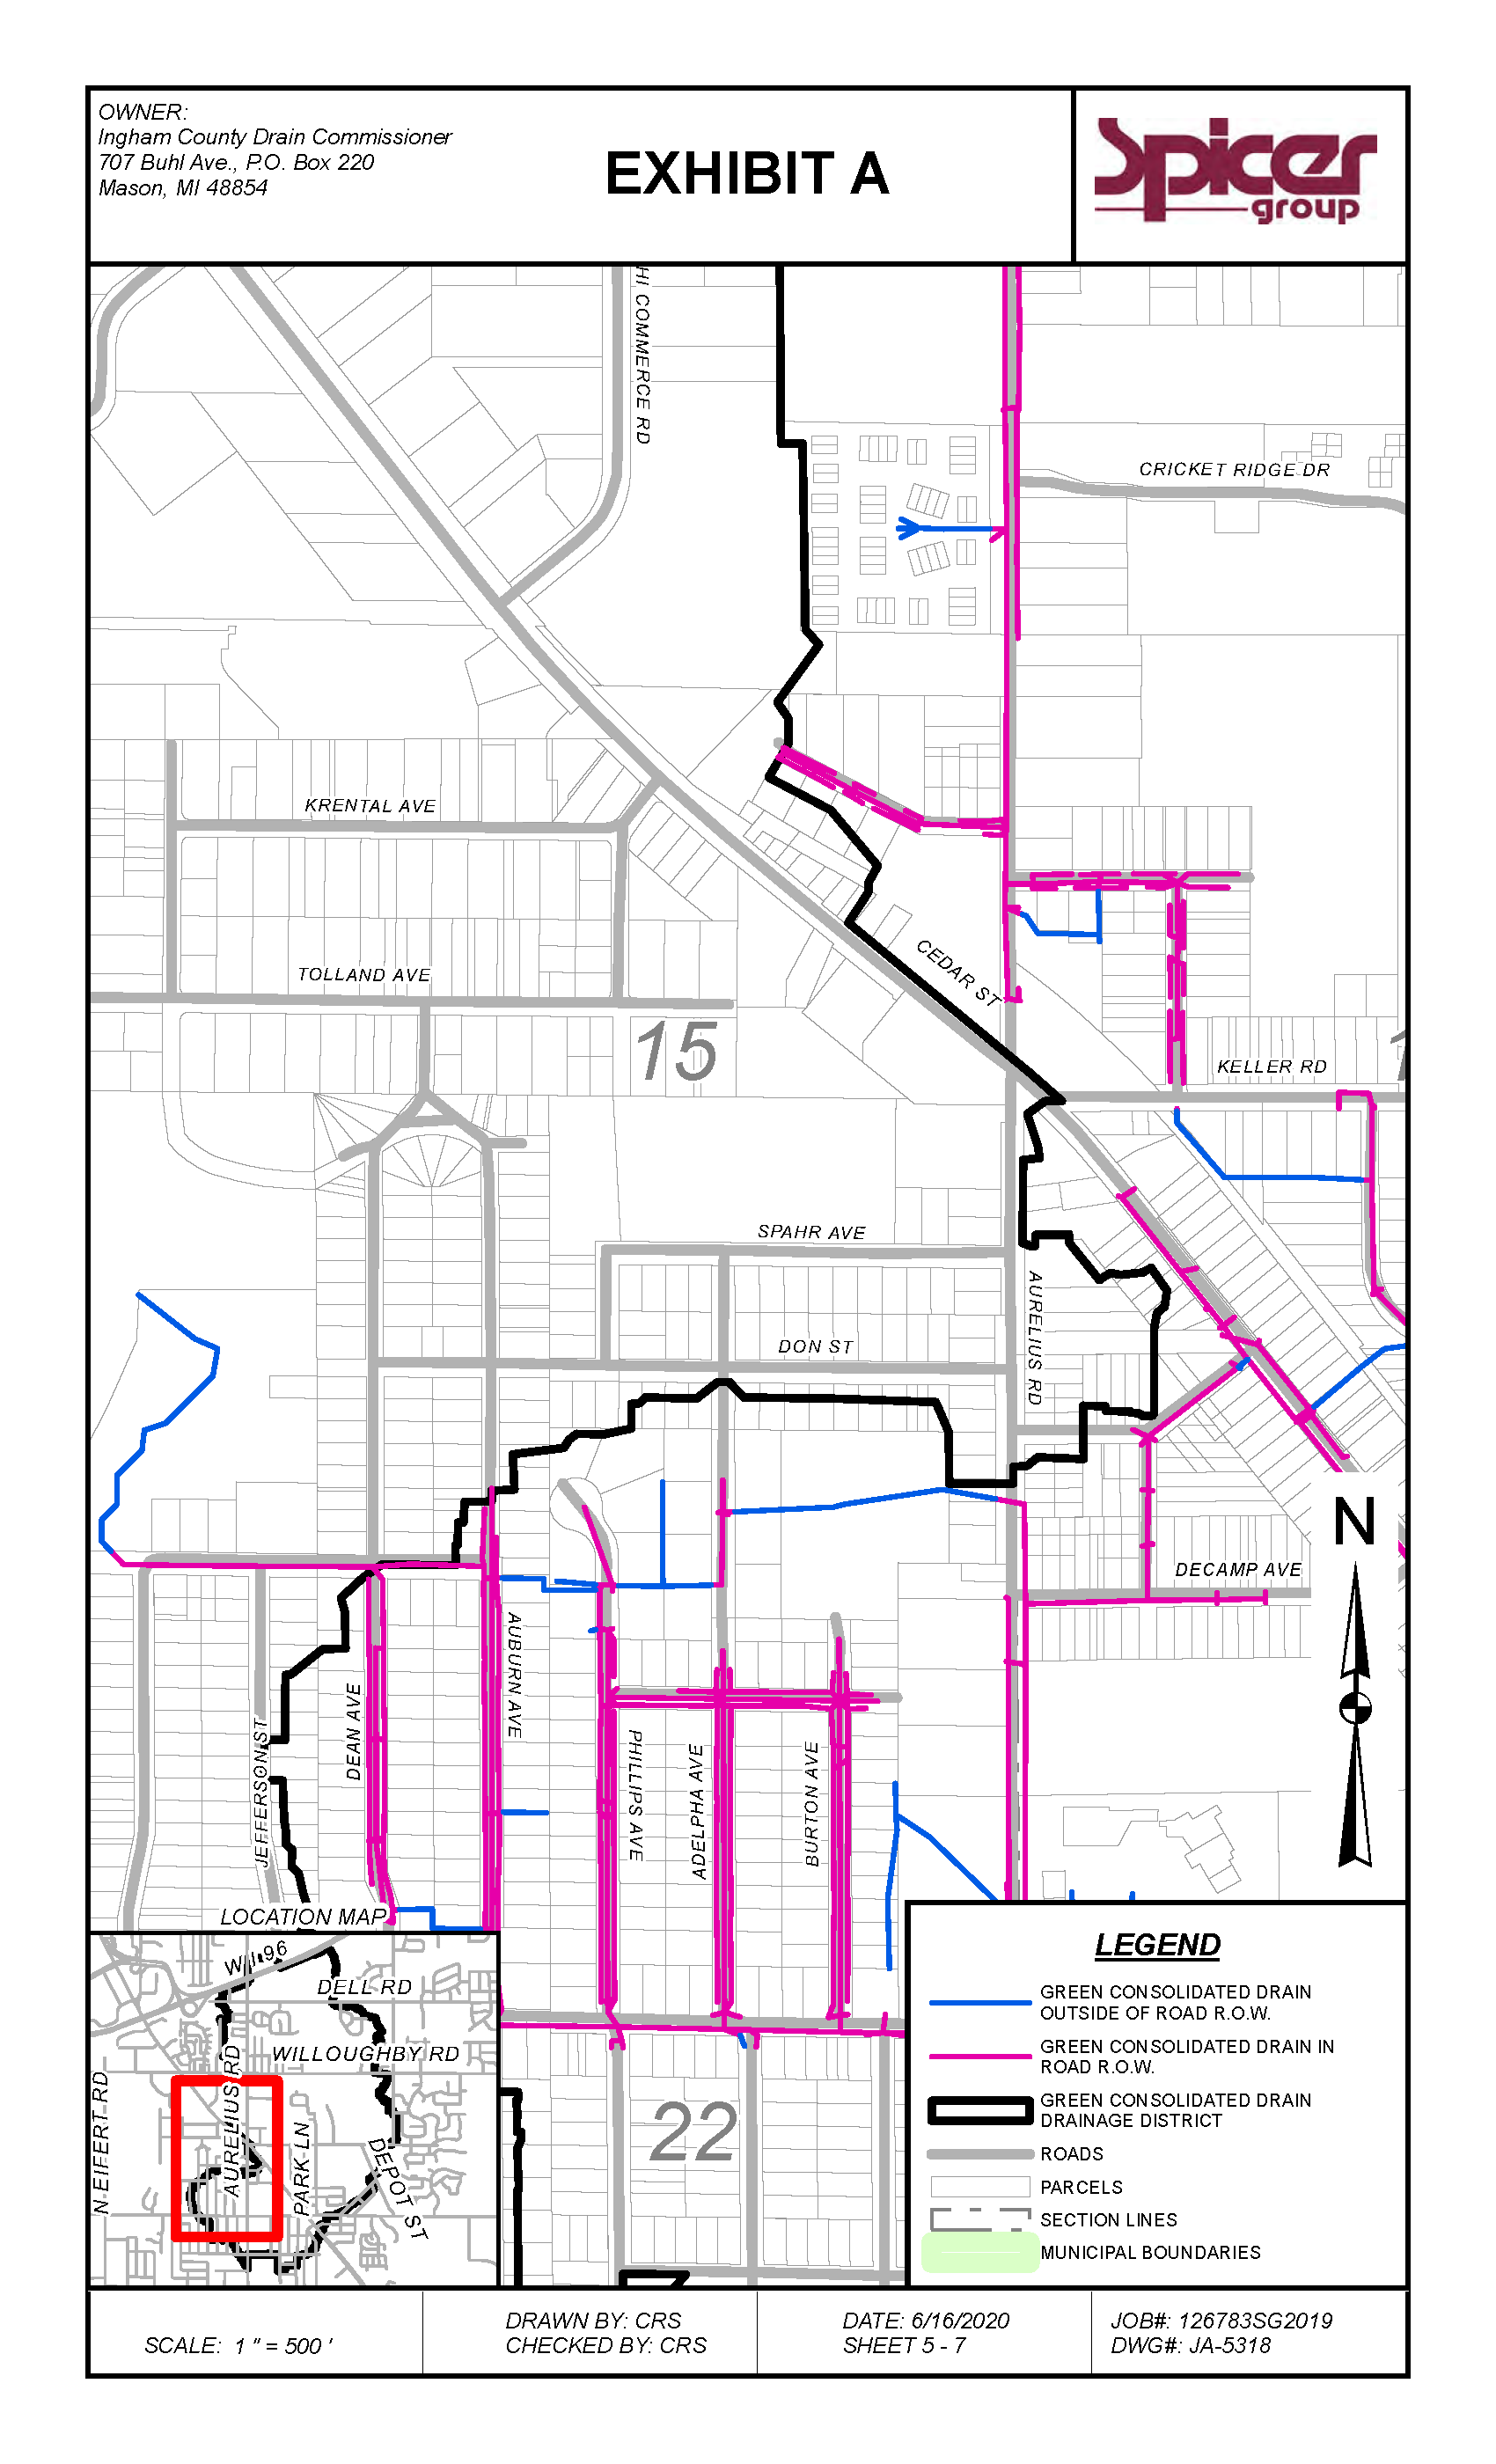 OWNER:
Ingham County Drain Commissioner
707 Buhl Ave., P.O. Box 220
Mason, MI 48854
EXHIBIT A
Spicer
group
HI COMMERCE RD
CRICKET RIDGE DR
KRENTAL AVE
TOLLAND AVE
CEDAR ST
15
KELLER RD
SPAHR AVE
AURELIUS RD
DON ST
N
DECAMP AVE
AUBURN AVE
DEAN AVE
JEFFERSON ST
PHILLIPS AVE
ADELPHA AVE
BURTON AVE
22
LOCATION MAP
W I 96
DELL RD
WILLOUGHBY RD
N EIFERT RD
AURELIUS RD
PARK LN
DEPOT ST
LEGEND
GREEN CONSOLIDATED DRAIN
OUTSIDE OF ROAD R.O.W.
GREEN CONSOLIDATED DRAIN IN
ROAD R.O.W.
GREEN CONSOLIDATED DRAIN
DRAINAGE DISTRICT
ROADS
PARCELS
SECTION LINES
MUNICIPAL BOUNDARIES
SCALE: 1 " = 500 '
DRAWN BY: CRS
CHECKED BY: CRS
DATE: 6/16/2020
SHEET 5 - 7
JOB#: 126783SG2019
DWG#: JA-5318